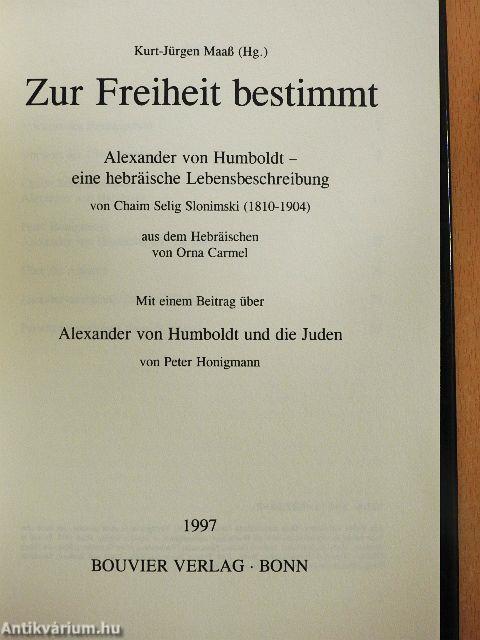 Kurt-Jürgen Maaß (Hg.)
Zur Freiheit bestimmt
Alexander von Humboldt –
eine hebräische Lebensbeschreibung
von Chaim Selig Slonimski (1810-1904)
aus dem Hebräischen
von Orna Carmel
Mit einem Beitrag über
Alexander von Humboldt und die Juden
von Peter Honigmann
1997
BOUVIER VERLAG · BONN
Antikvárium.hu